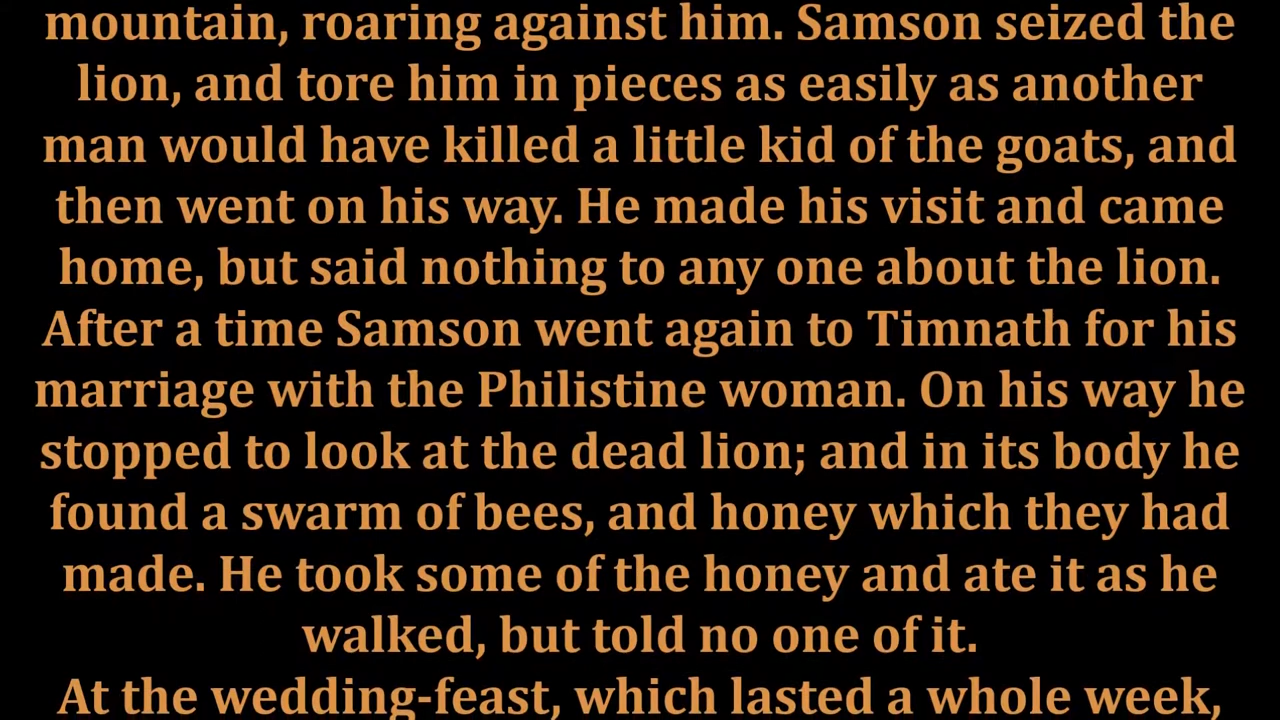 mountain, roaring against him. Samson seized the
lion, and tore him in pieces as easily as another
man would have killed a little kid of the goats, and
then went on his way. He made his visit and came
home, but said nothing to any one about the lion.
After a time Samson went again to Timnath for his
marriage with the Philistine woman. On his way he
stopped to look at the dead lion; and in its body he
found a swarm of bees, and honey which they had
made. He took some of the honey and ate it as he
walked, but told no one of it.
At the wedding-feast, which lasted a whole week,